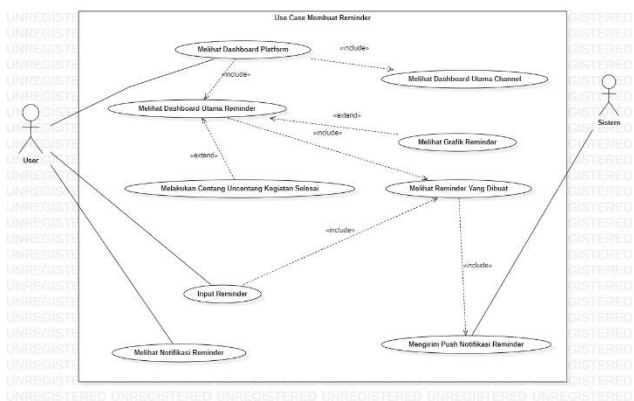 Use Case Membuat Reminder
Melihat Dashboard Platform
«include»
«include»
Melihat Dashboard Utama Channel
Melihat Dashboard Utama Reminder
«extend»
«include»
Melihat Grafik Reminder
User
Sistem
«extend»
Melakukan Centang Uncentang Kegiatan Selesai
Melihat Reminder Yang Dibuat
«include»
«include»
Input Reminder
Melihat Notifikasi Reminder
Mengirim Push Notifikasi Reminder
UNREGISTERED UNREGISTERED UNREGISTERED UNREGISTERED UNREGISTERED UNREGISTERED